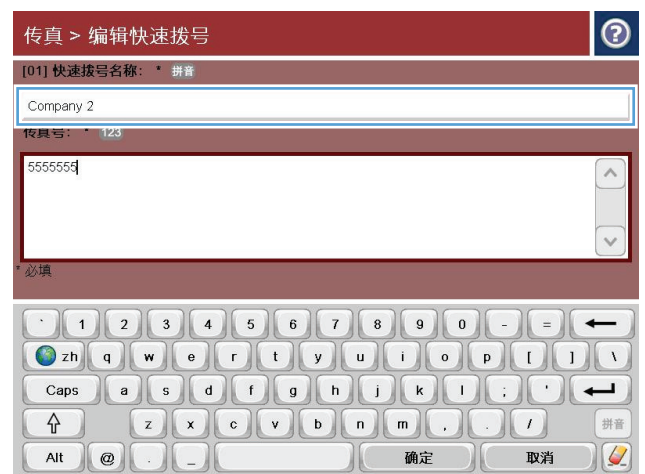 传真 > 编辑快速拨号 ?
[01] 快速拨号名称： * 拼音
Company 2
传真号： * 123
5555555
* 必填
` 1 2 3 4 5 6 7 8 9 0 - =
zh q w e r t y u i o p [ ] \
Caps a s d f g h j k l ; '
z x c v b n m , . / 拼音
Alt @ . _ 确定 取消